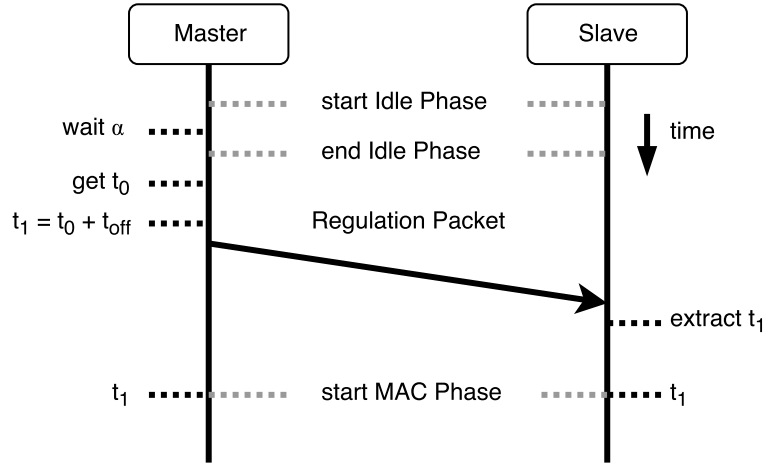 Master
Slave
start Idle Phase
wait α
time
end Idle Phase
get t0
t1 = t0 + toff
Regulation Packet
extract t1
t1
start MAC Phase
t1